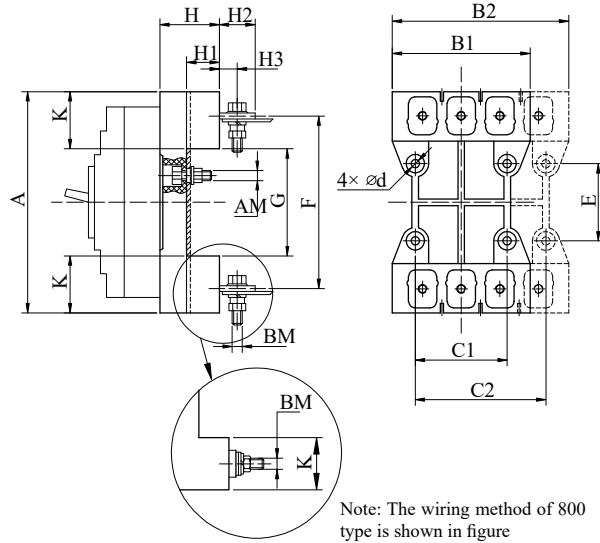 H
H2
B2
H1
B1
H3
K
4× ød
A
AM
G
F
E
K
BM
C1
C2
BM
K
Note: The wiring method of 800
type is shown in figure